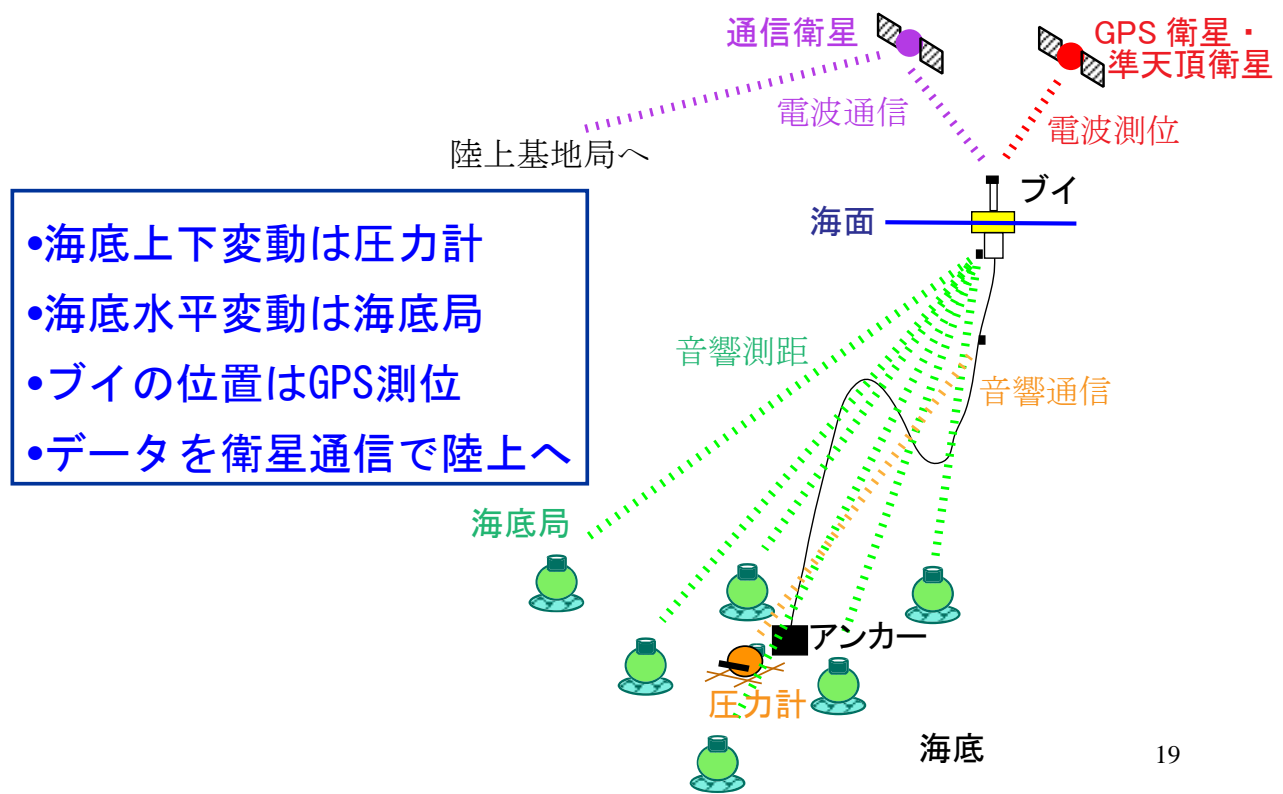 通信衛星
GPS 衛星・
準天頂衛星
電波通信
電波測位
陸上基地局へ
ブイ
海面
•海底上下変動は圧力計
•海底水平変動は海底局
•ブイの位置はGPS測位
•データを衛星通信で陸上へ
音響測距
音響通信
海底局
アンカー
圧力計
海底
19